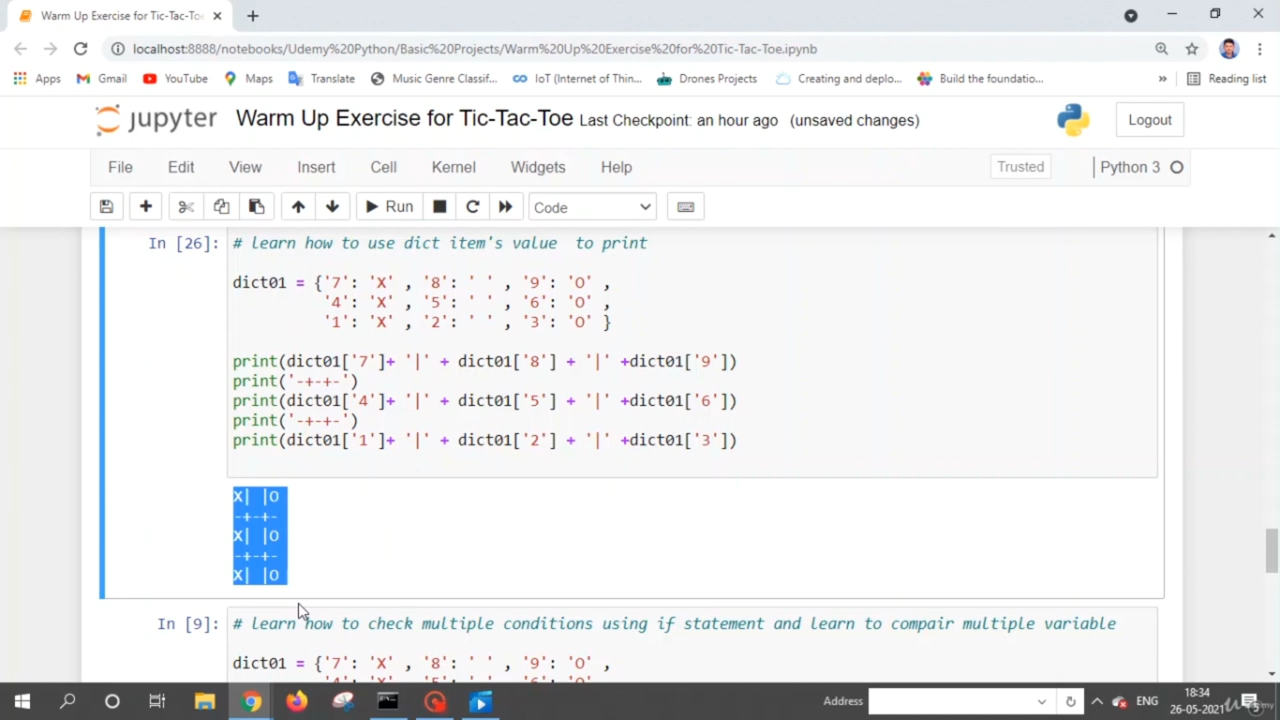 Warm Up Exercise for Tic-Tac-Toe
localhost:8888/notebooks/Udemy%20Python/Basic%20Projects/Warm%20Up%20Exercise%20for%20Tic-Tac-Toe.ipynb
Apps Gmail YouTube Maps Translate Music Genre Classif... IoT (Internet of Thin... Drones Projects Creating and deplo... Build the foundatio... » Reading list
jupyter Warm Up Exercise for Tic-Tac-Toe Last Checkpoint: an hour ago (unsaved changes) Logout
File Edit View Insert Cell Kernel Widgets Help Trusted Python 3
Run Code
In [26]: # learn how to use dict item's value  to print
dict01 = {'7': 'X' , '8': ' ' , '9': 'O' ,
'4': 'X' , '5': ' ' , '6': 'O' ,
'1': 'X' , '2': ' ' , '3': 'O' }
print(dict01['7']+ '|' + dict01['8'] + '|' +dict01['9'])
print('-+-+-')
print(dict01['4']+ '|' + dict01['5'] + '|' +dict01['6'])
print('-+-+-')
print(dict01['1']+ '|' + dict01['2'] + '|' +dict01['3'])
X| |O
-+-+-
X| |O
-+-+-
X| |O
In [9]: # learn how to check multiple conditions using if statement and learn to compair multiple variable
dict01 = {'7': 'X' , '8': ' ' , '9': 'O' ,
Address ENG 18:34
26-05-2021